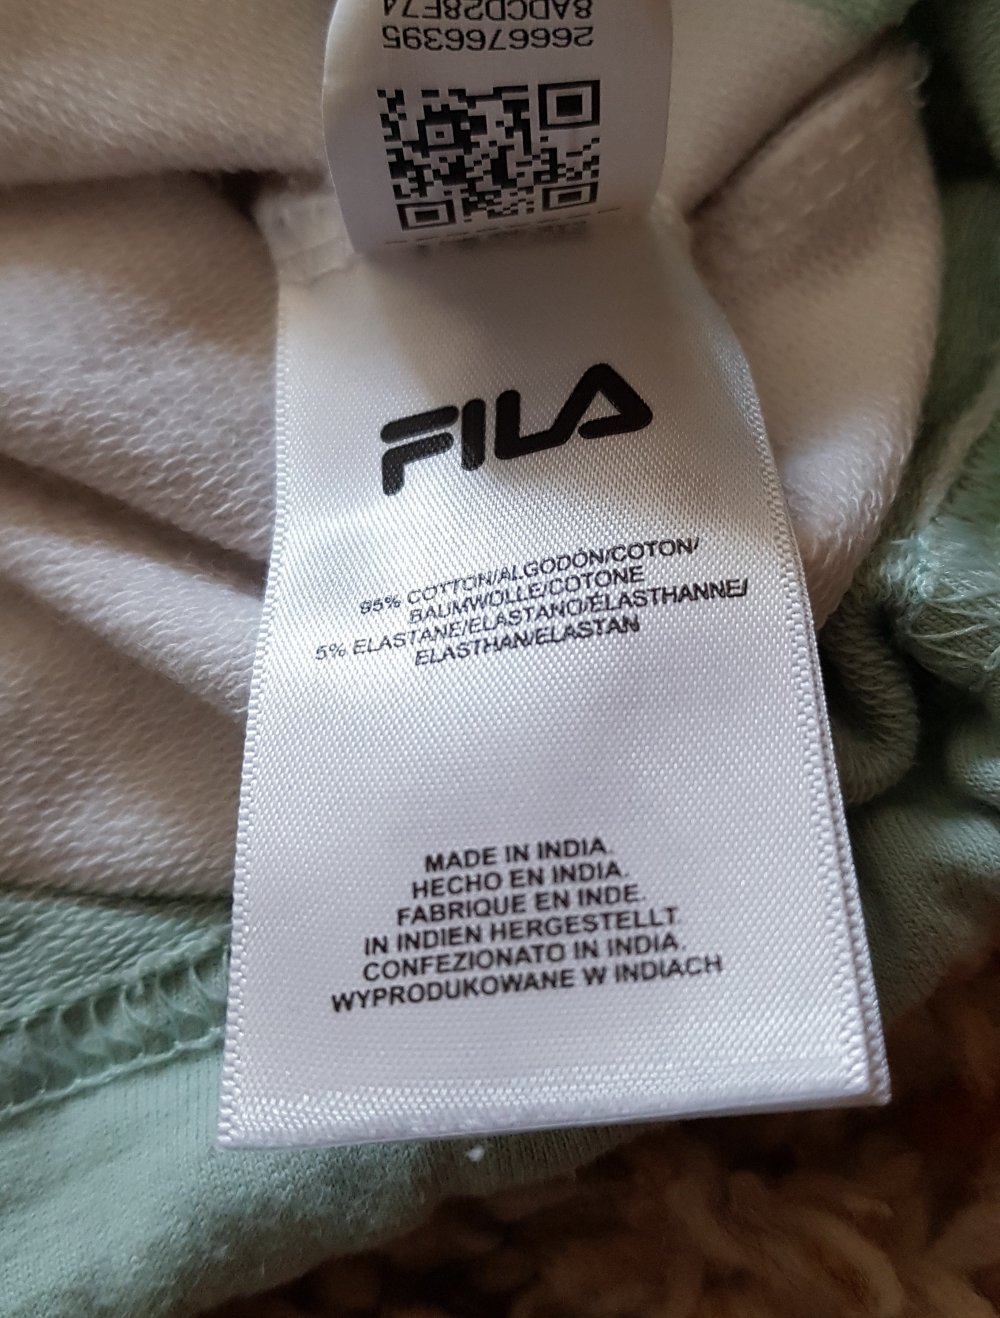 8ADCD28F74
2666766395
FILA
95% COTTON/ALGODÓN/COTON/
BAUMWOLLE/COTONE
5% ELASTANE/ELASTANO/ÉLASTHANNE/
ELASTHAN/ELASTAN
MADE IN INDIA.
HECHO EN INDIA.
FABRIQUE EN INDE.
IN INDIEN HERGESTELLT
CONFEZIONATO IN INDIA.
WYPRODUKOWANE W INDIACH